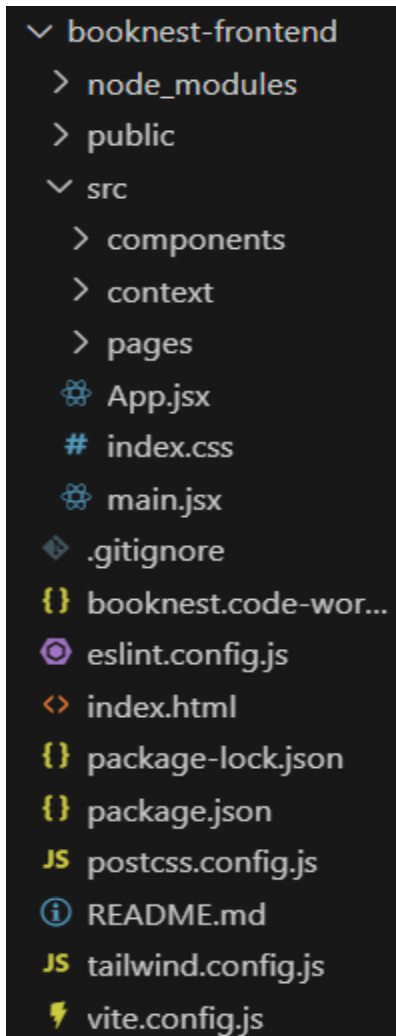 booknest-frontend
node_modules
public
src
components
context
pages
App.jsx
# index.css
main.jsx
.gitignore
{} booknest.code-wor...
eslint.config.js
<> index.html
{} package-lock.json
{} package.json
JS postcss.config.js
README.md
JS tailwind.config.js
vite.config.js